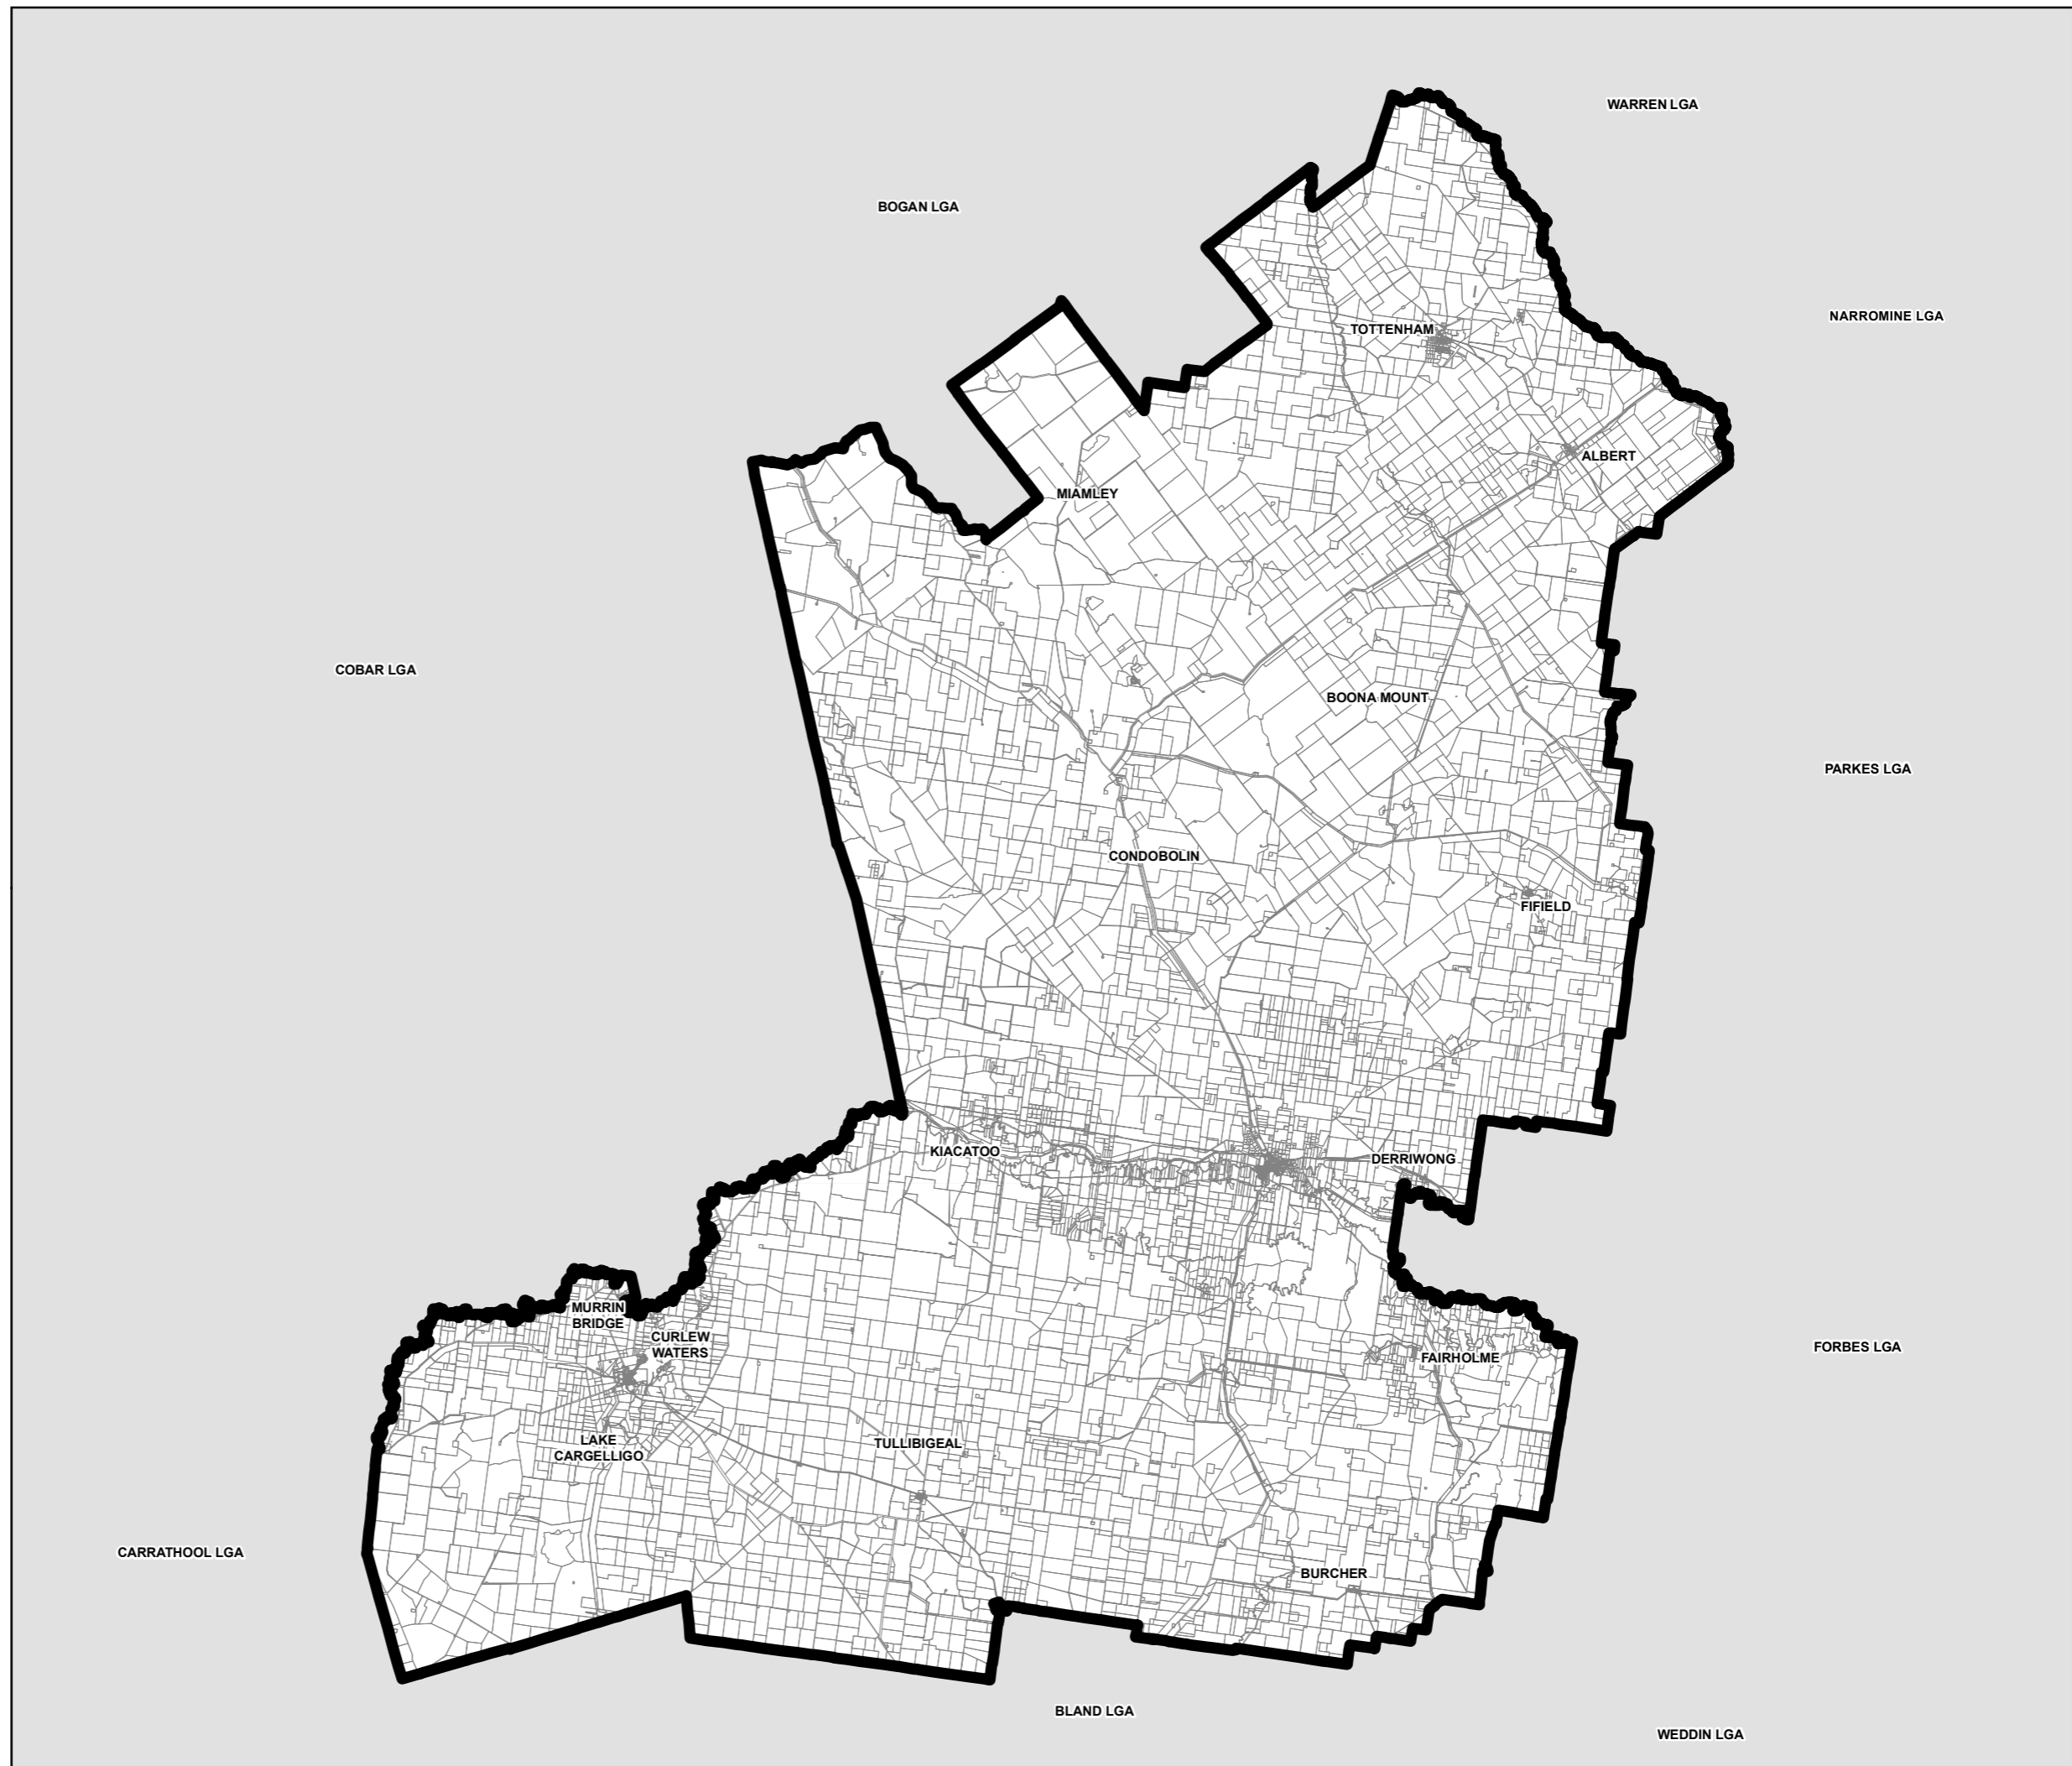 WARREN LGA
BOGAN LGA
NARROMINE LGA
TOTTENHAM
ALBERT
MIAMLEY
COBAR LGA
BOONA MOUNT
PARKES LGA
CONDOBOLIN
FIFIELD
KIACATOO
DERRIWONG
MURRIN
BRIDGE
CURLEW
WATERS
FORBES LGA
FAIRHOLME
LAKE
CARGELLIGO
TULLIBIGEAL
CARRATHOOL LGA
BURCHER
BLAND LGA
WEDDIN LGA